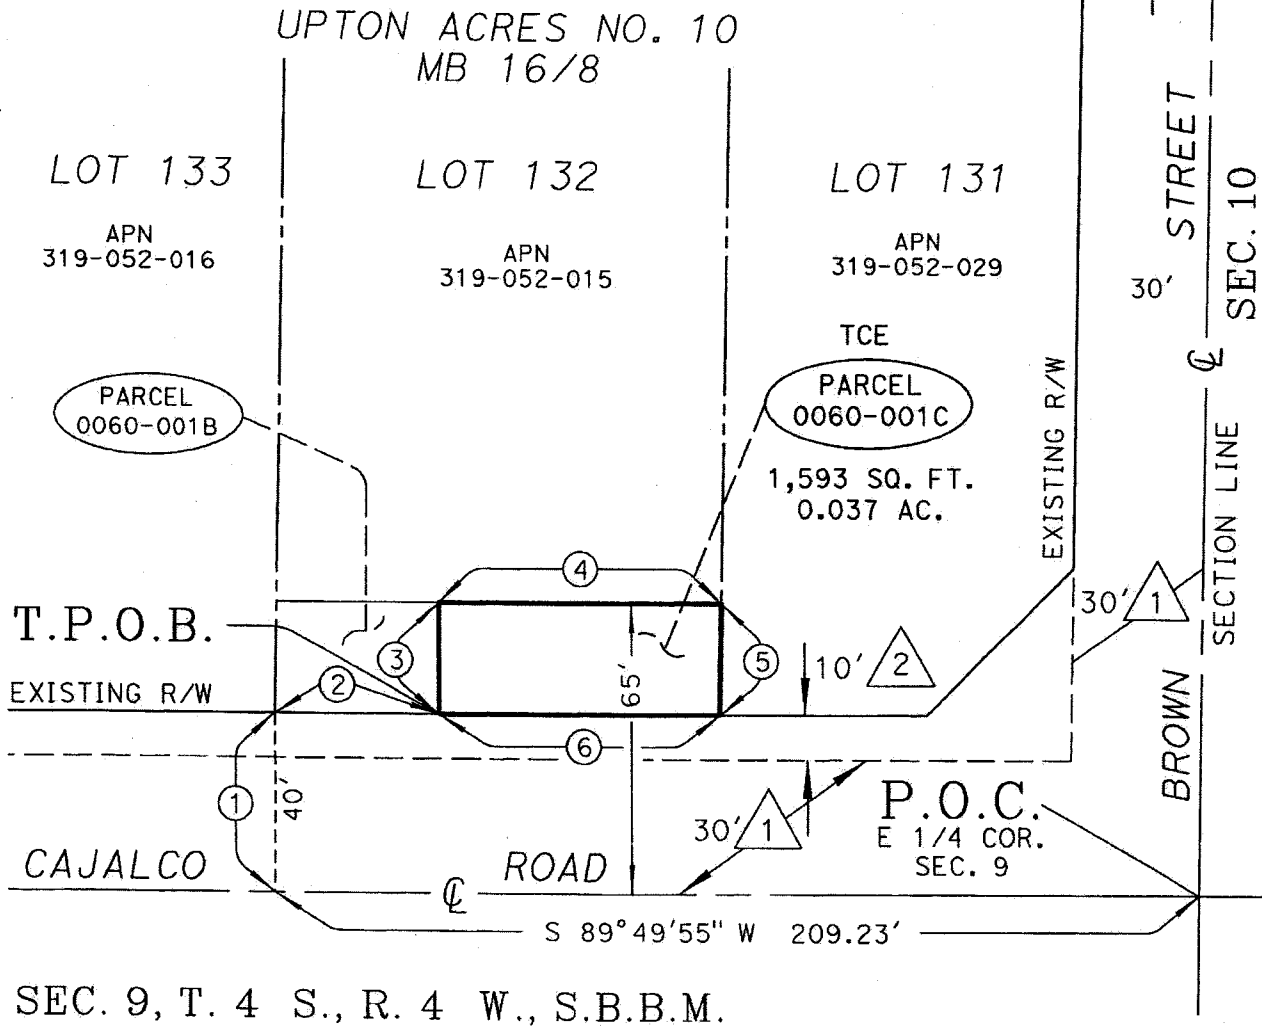 UPTON ACRES NO. 10
MB 16/8
LOT 133
LOT 132
LOT 131
APN
319-052-016
APN
319-052-015
APN
319-052-029
STREET
SEC. 10
30'
℄
TCE
PARCEL
0060-001B
PARCEL
0060-001C
1,593 SQ. FT.
0.037 AC.
EXISTING R/W
SECTION LINE
4
T.P.O.B.
3
5
65'
10'
2
30'
1
EXISTING R/W
2
6
BROWN
1
40'
30'
1
P.O.C.
E 1/4 COR.
SEC. 9
CAJALCO
℄
ROAD
S 89°49'55" W 209.23'
SEC. 9, T. 4 S., R. 4 W., S.B.B.M.